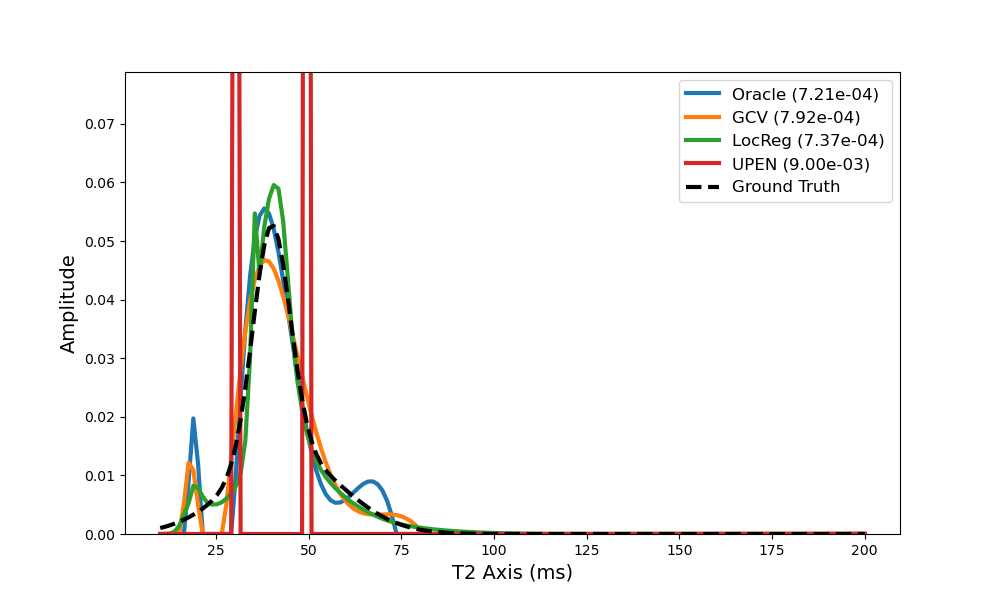 Oracle (7.21e-04)
GCV (7.92e-04)
LocReg (7.37e-04)
UPEN (9.00e-03)
Ground Truth
Amplitude
0.07
0.06
0.05
0.04
0.03
0.02
0.01
0.00
25 50 75 100 125 150 175 200
T2 Axis (ms)